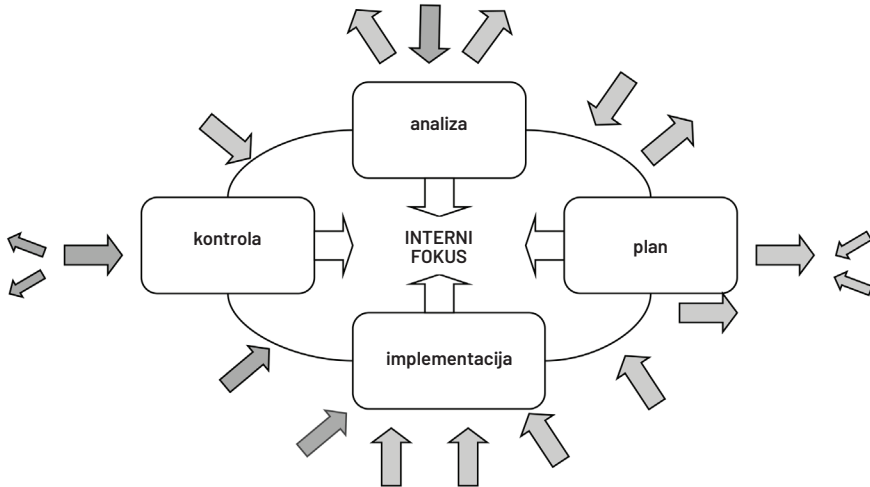 analiza
kontrola
INTERNI
FOKUS
plan
implementacija